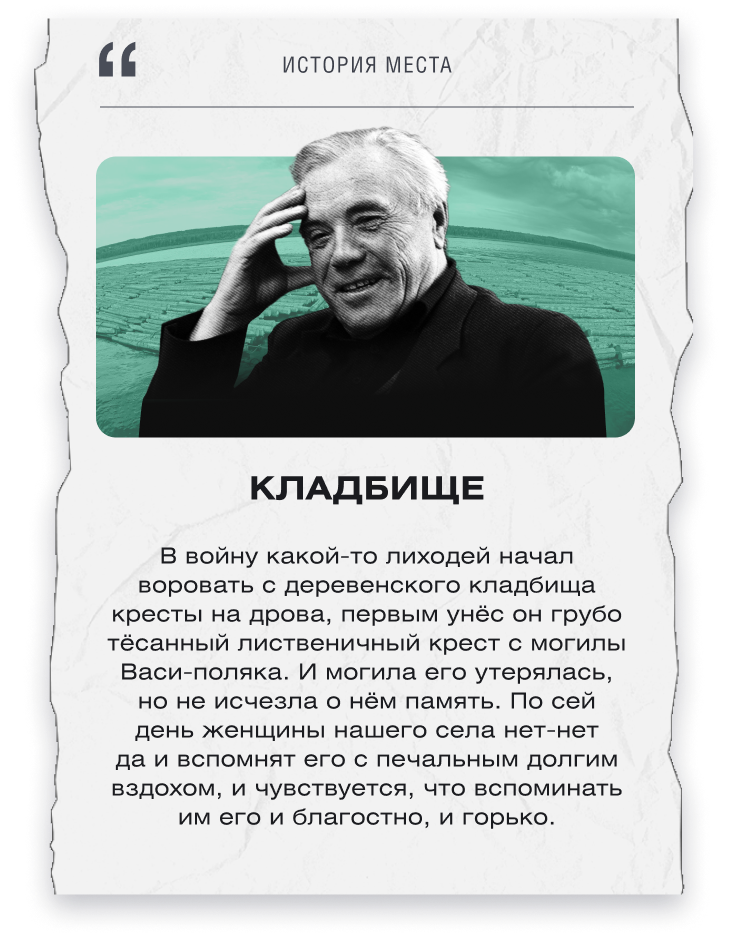 “
ИСТОРИЯ МЕСТА
КЛАДБИЩЕ
В войну какой-то лиходей начал
воровать с деревенского кладбища
кресты на дрова, первым унёс он грубо
тёсанный лиственичный крест с могилы
Васи-поляка. И могила его утерялась,
но не исчезла о нём память. По сей
день женщины нашего села нет-нет
да и вспомнят его с печальным долгим
вздохом, и чувствуется, что вспоминать
им его и благостно, и горько.